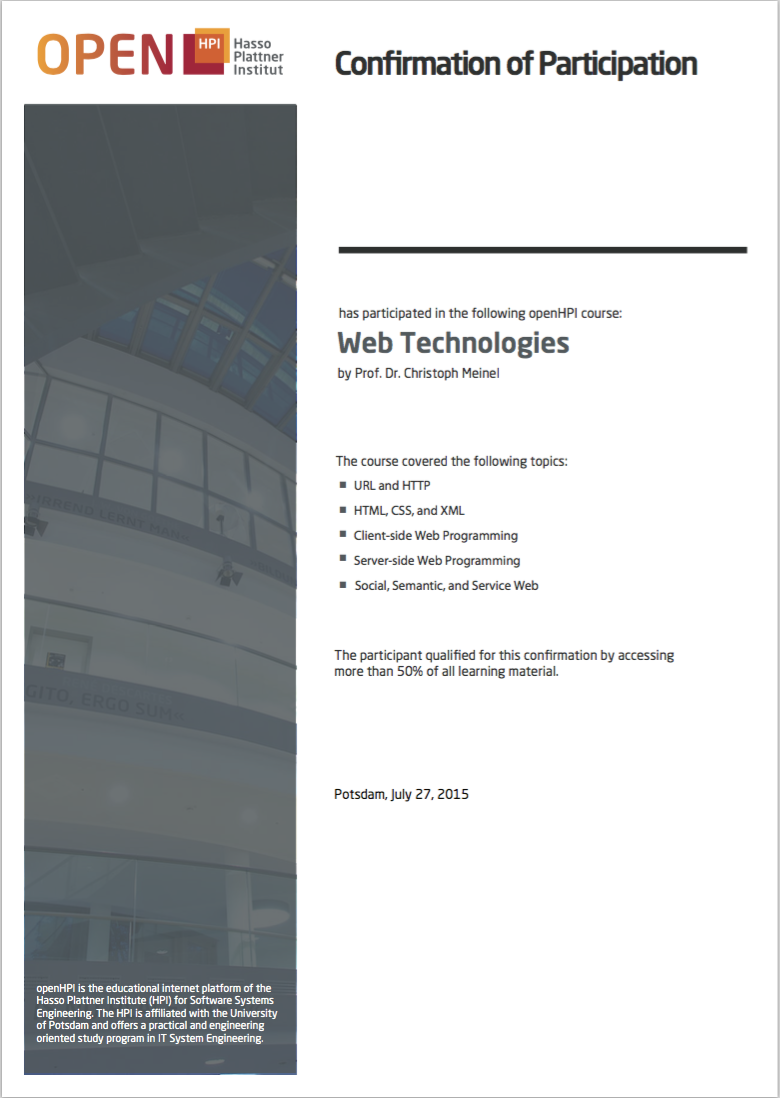 OPEN HPI Hasso
Plattner
Institut
Confirmation of Participation
has participated in the following openHPI course:
Web Technologies
by Prof. Dr. Christoph Meinel
The course covered the following topics:
■ URL and HTTP
■ HTML, CSS, and XML
■ Client-side Web Programming
■ Server-side Web Programming
■ Social, Semantic, and Service Web
The participant qualified for this confirmation by accessing
more than 50% of all learning material.
Potsdam, July 27, 2015
IRREND LERNT MAN«
GITO, ERGO SUM«
openHPI is the educational internet platform of the
Hasso Plattner Institute (HPI) for Software Systems
Engineering. The HPI is affiliated with the University
of Potsdam and offers a practical and engineering
oriented study program in IT System Engineering.